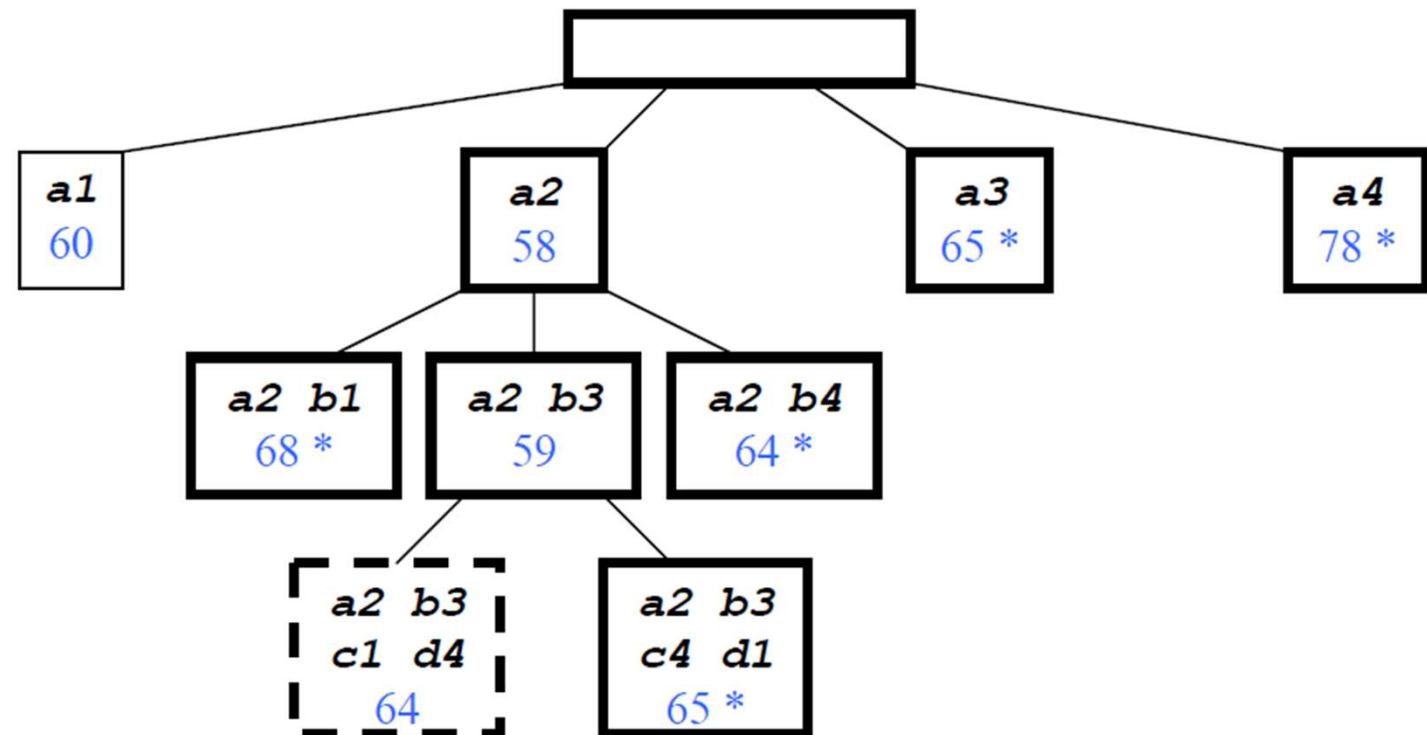 a1
60
a2
58
a3
65 *
a4
78 *
a2 b1
68 *
a2 b3
59
a2 b4
64 *
a2 b3
c1 d4
64
a2 b3
c4 d1
65 *